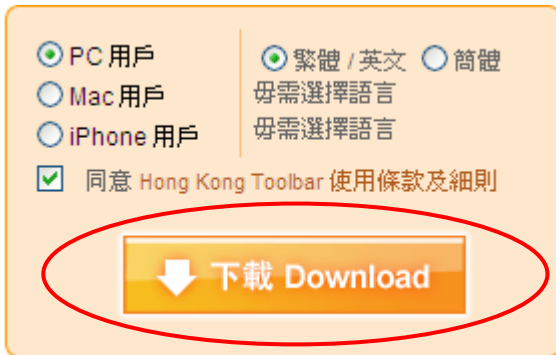 PC 用戶 繁體 / 英文 簡體
Mac 用戶 毋需選擇語言
iPhone 用戶 毋需選擇語言
同意 Hong Kong Toolbar 使用條款及細則
下載 Download